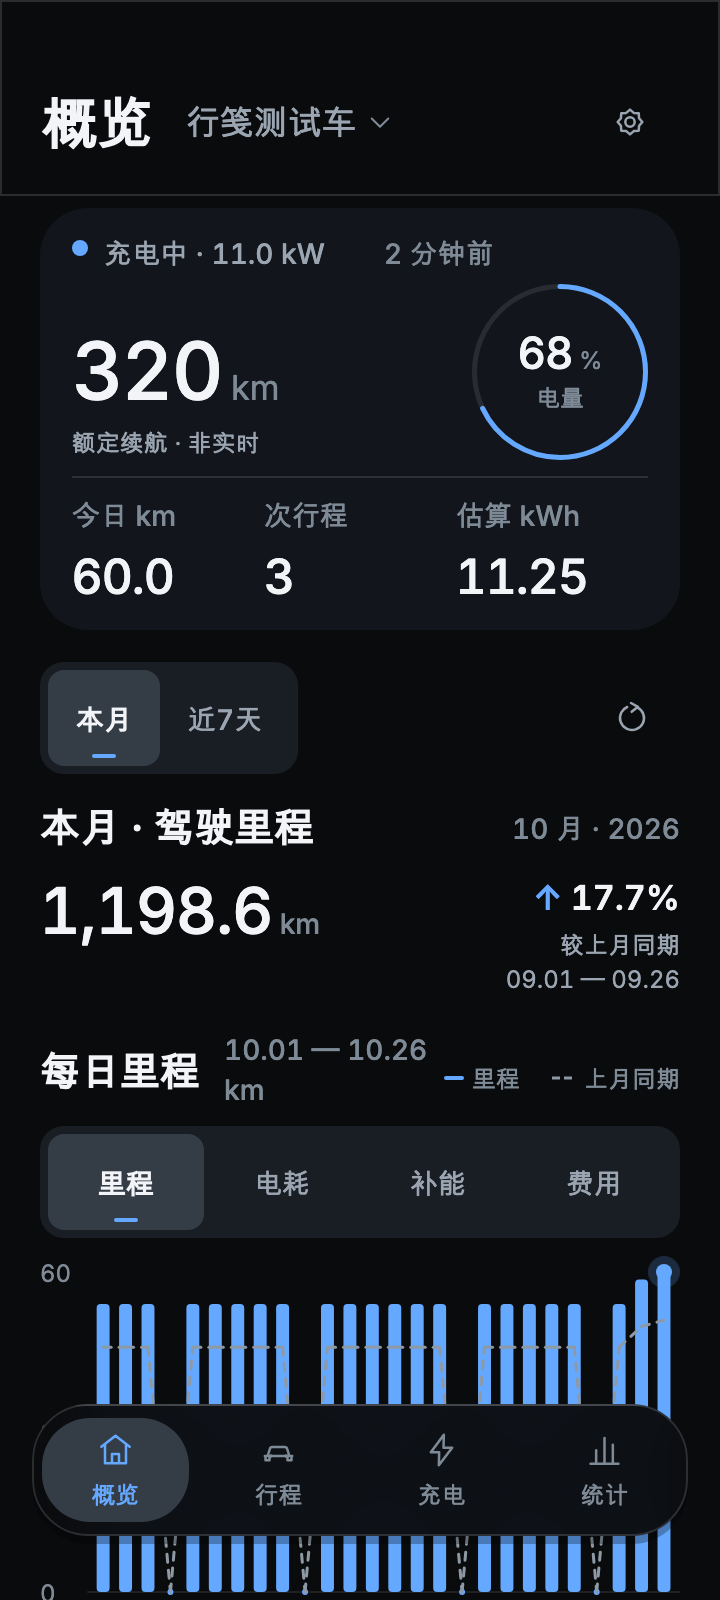 概览 行笺测试车
充电中 · 11.0 kW 2 分钟前
320 km
68 %
电量
额定续航 · 非实时
今日 km 次行程 估算 kWh
60.0 3 11.25
本月 近7天
本月 · 驾驶里程 10 月 · 2026
1,198.6 km
↑ 17.7%
较上月同期
09.01 — 09.26
每日里程 10.01 — 10.26
km
里程 -- 上月同期
里程 电耗 补能 费用
60
概览 行程 充电 统计
0